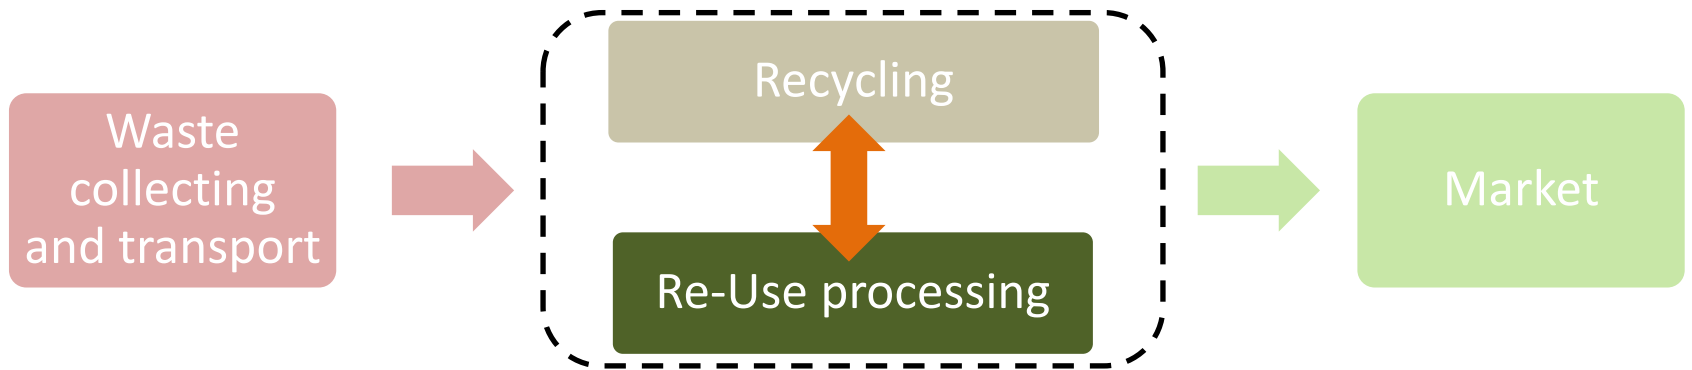 Waste
collecting
and transport
Recycling
Re-Use processing
Market